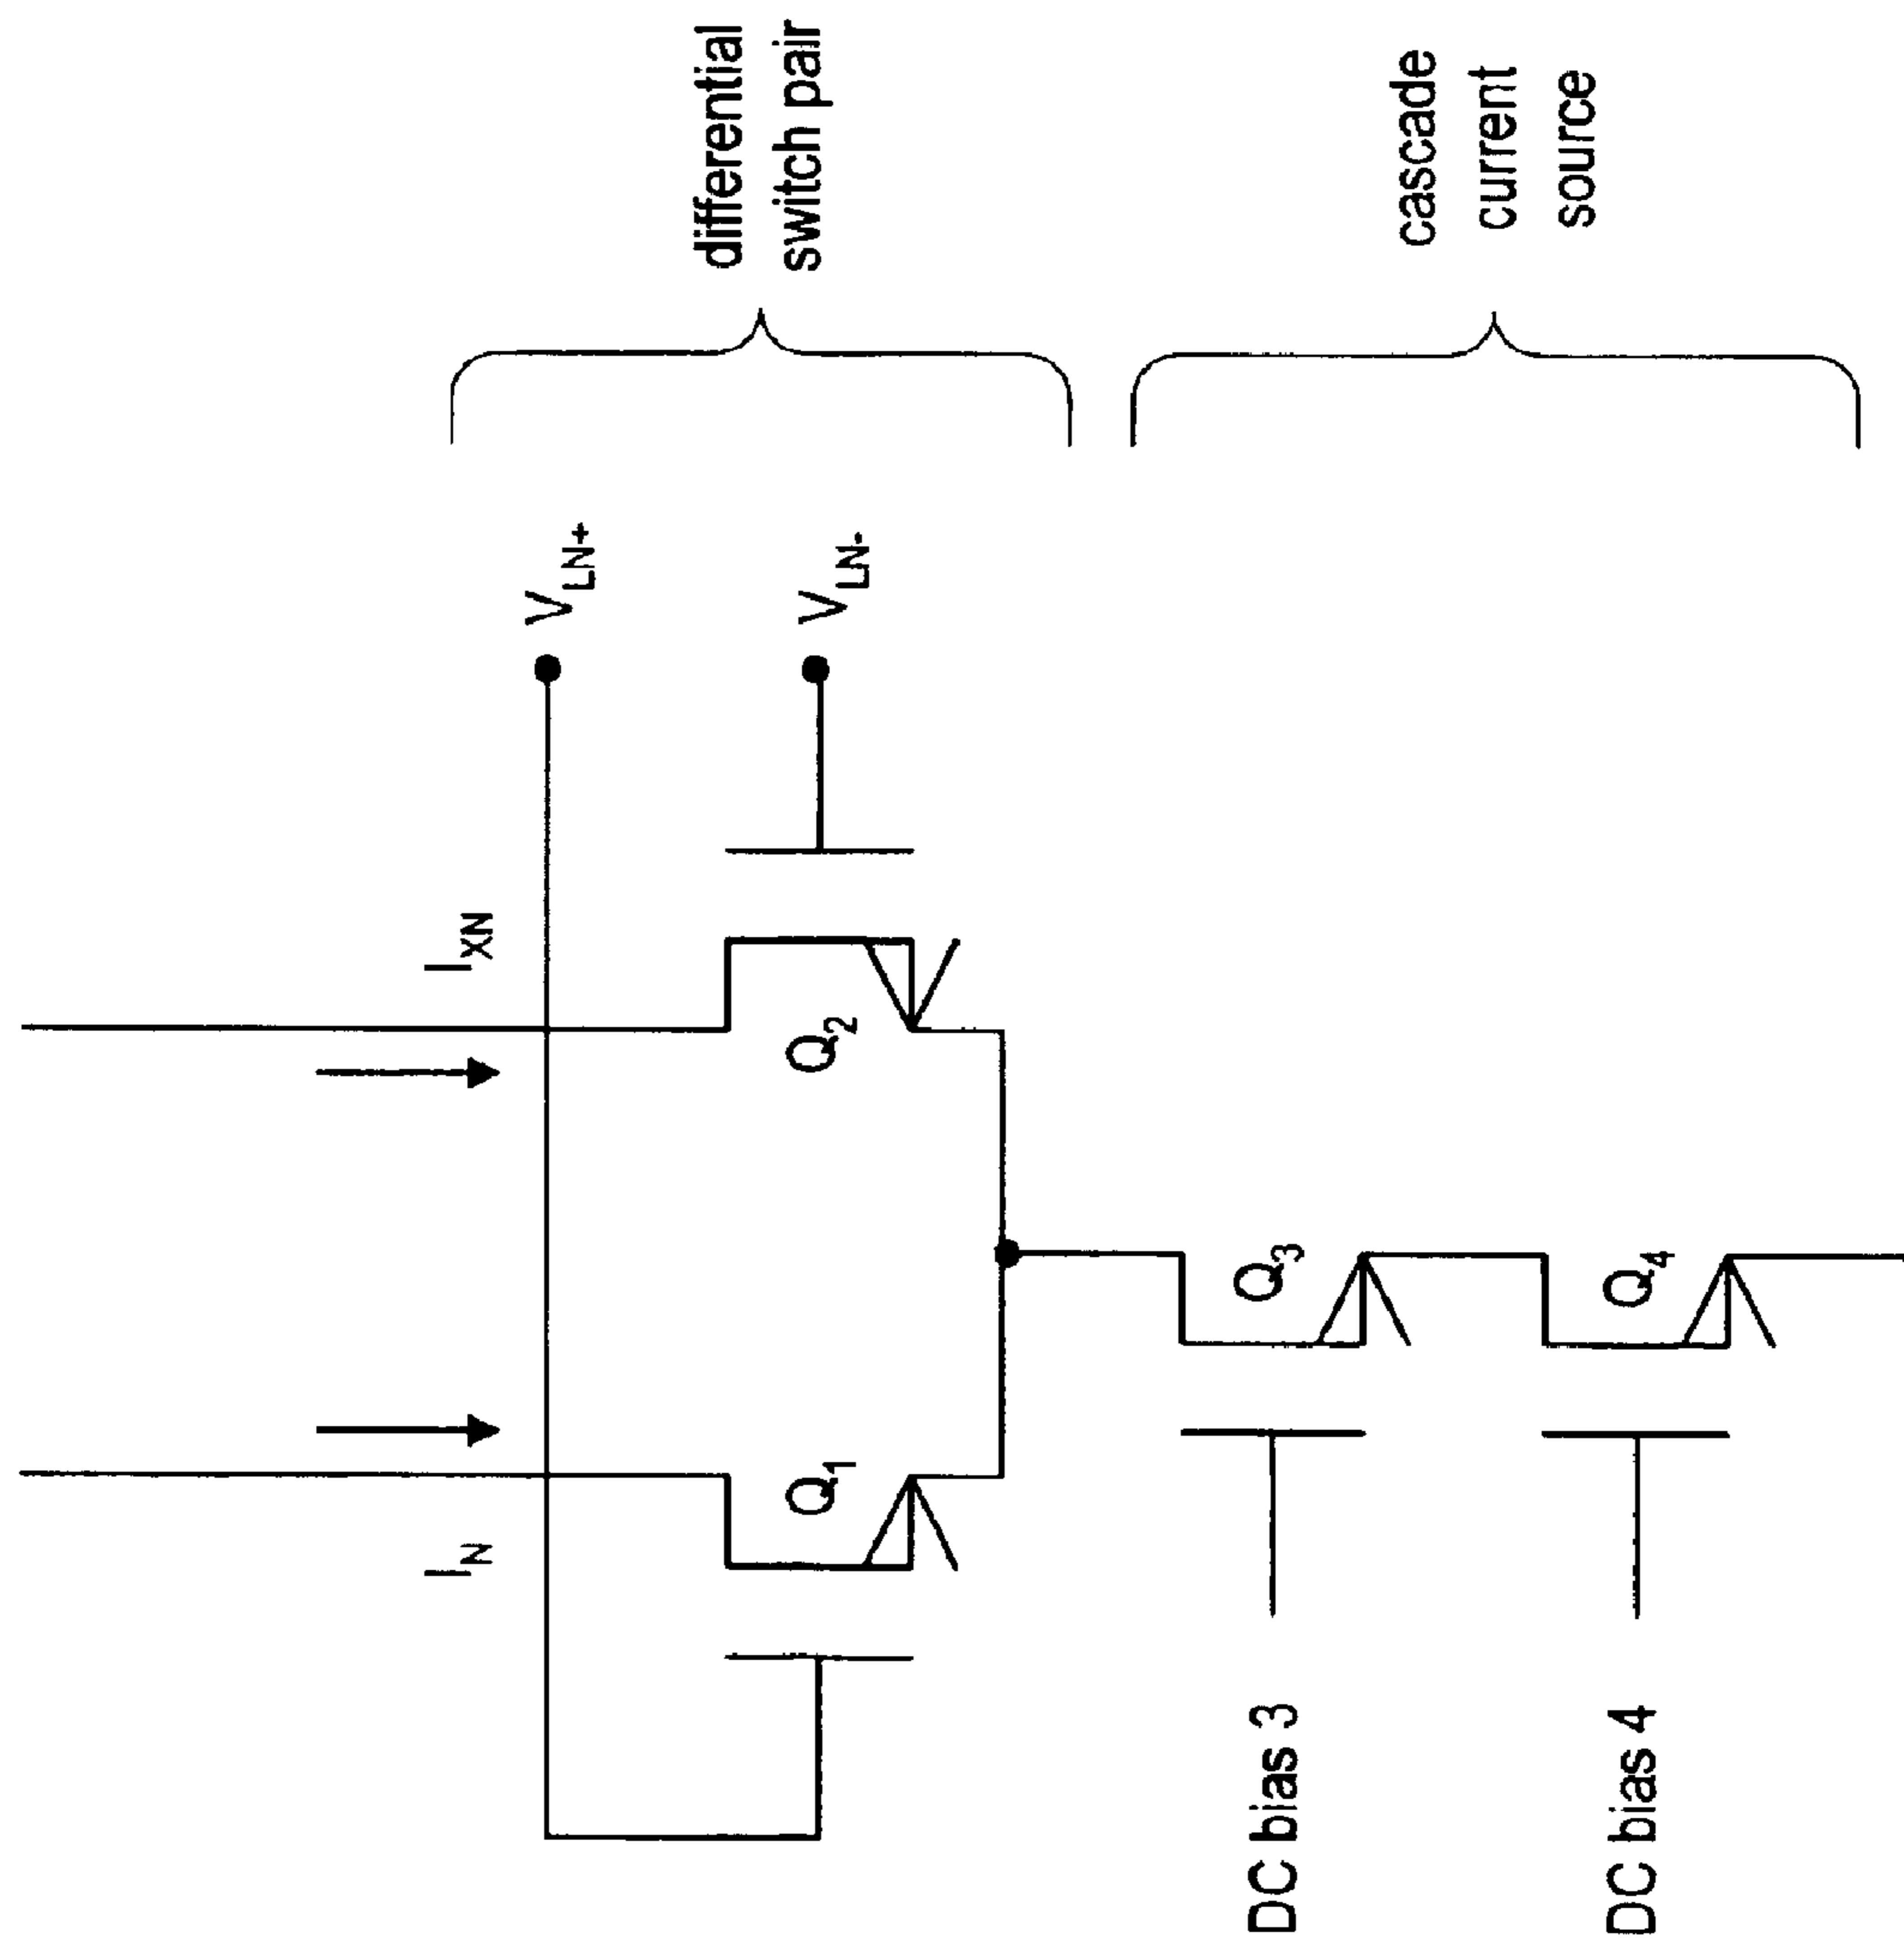 I_N
I_XN
V_LN+
differential
switch pair
Q_1
Q_2
V_LN-
DC bias 3
Q_3
cascade
current
source
DC bias 4
Q_4